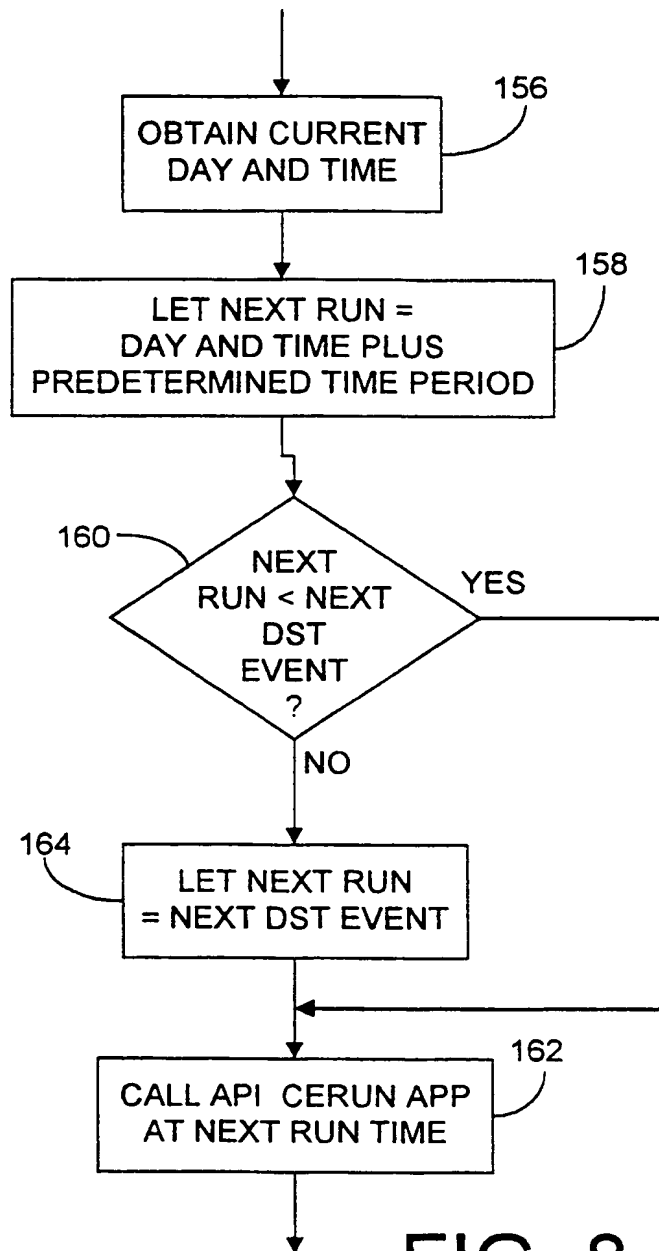 156
OBTAIN CURRENT
DAY AND TIME
158
LET NEXT RUN =
DAY AND TIME PLUS
PREDETERMINED TIME PERIOD
160
NEXT
RUN < NEXT
DST
EVENT
?
YES
NO
164
LET NEXT RUN
= NEXT DST EVENT
162
CALL API CERUN APP
AT NEXT RUN TIME
FIG. 8